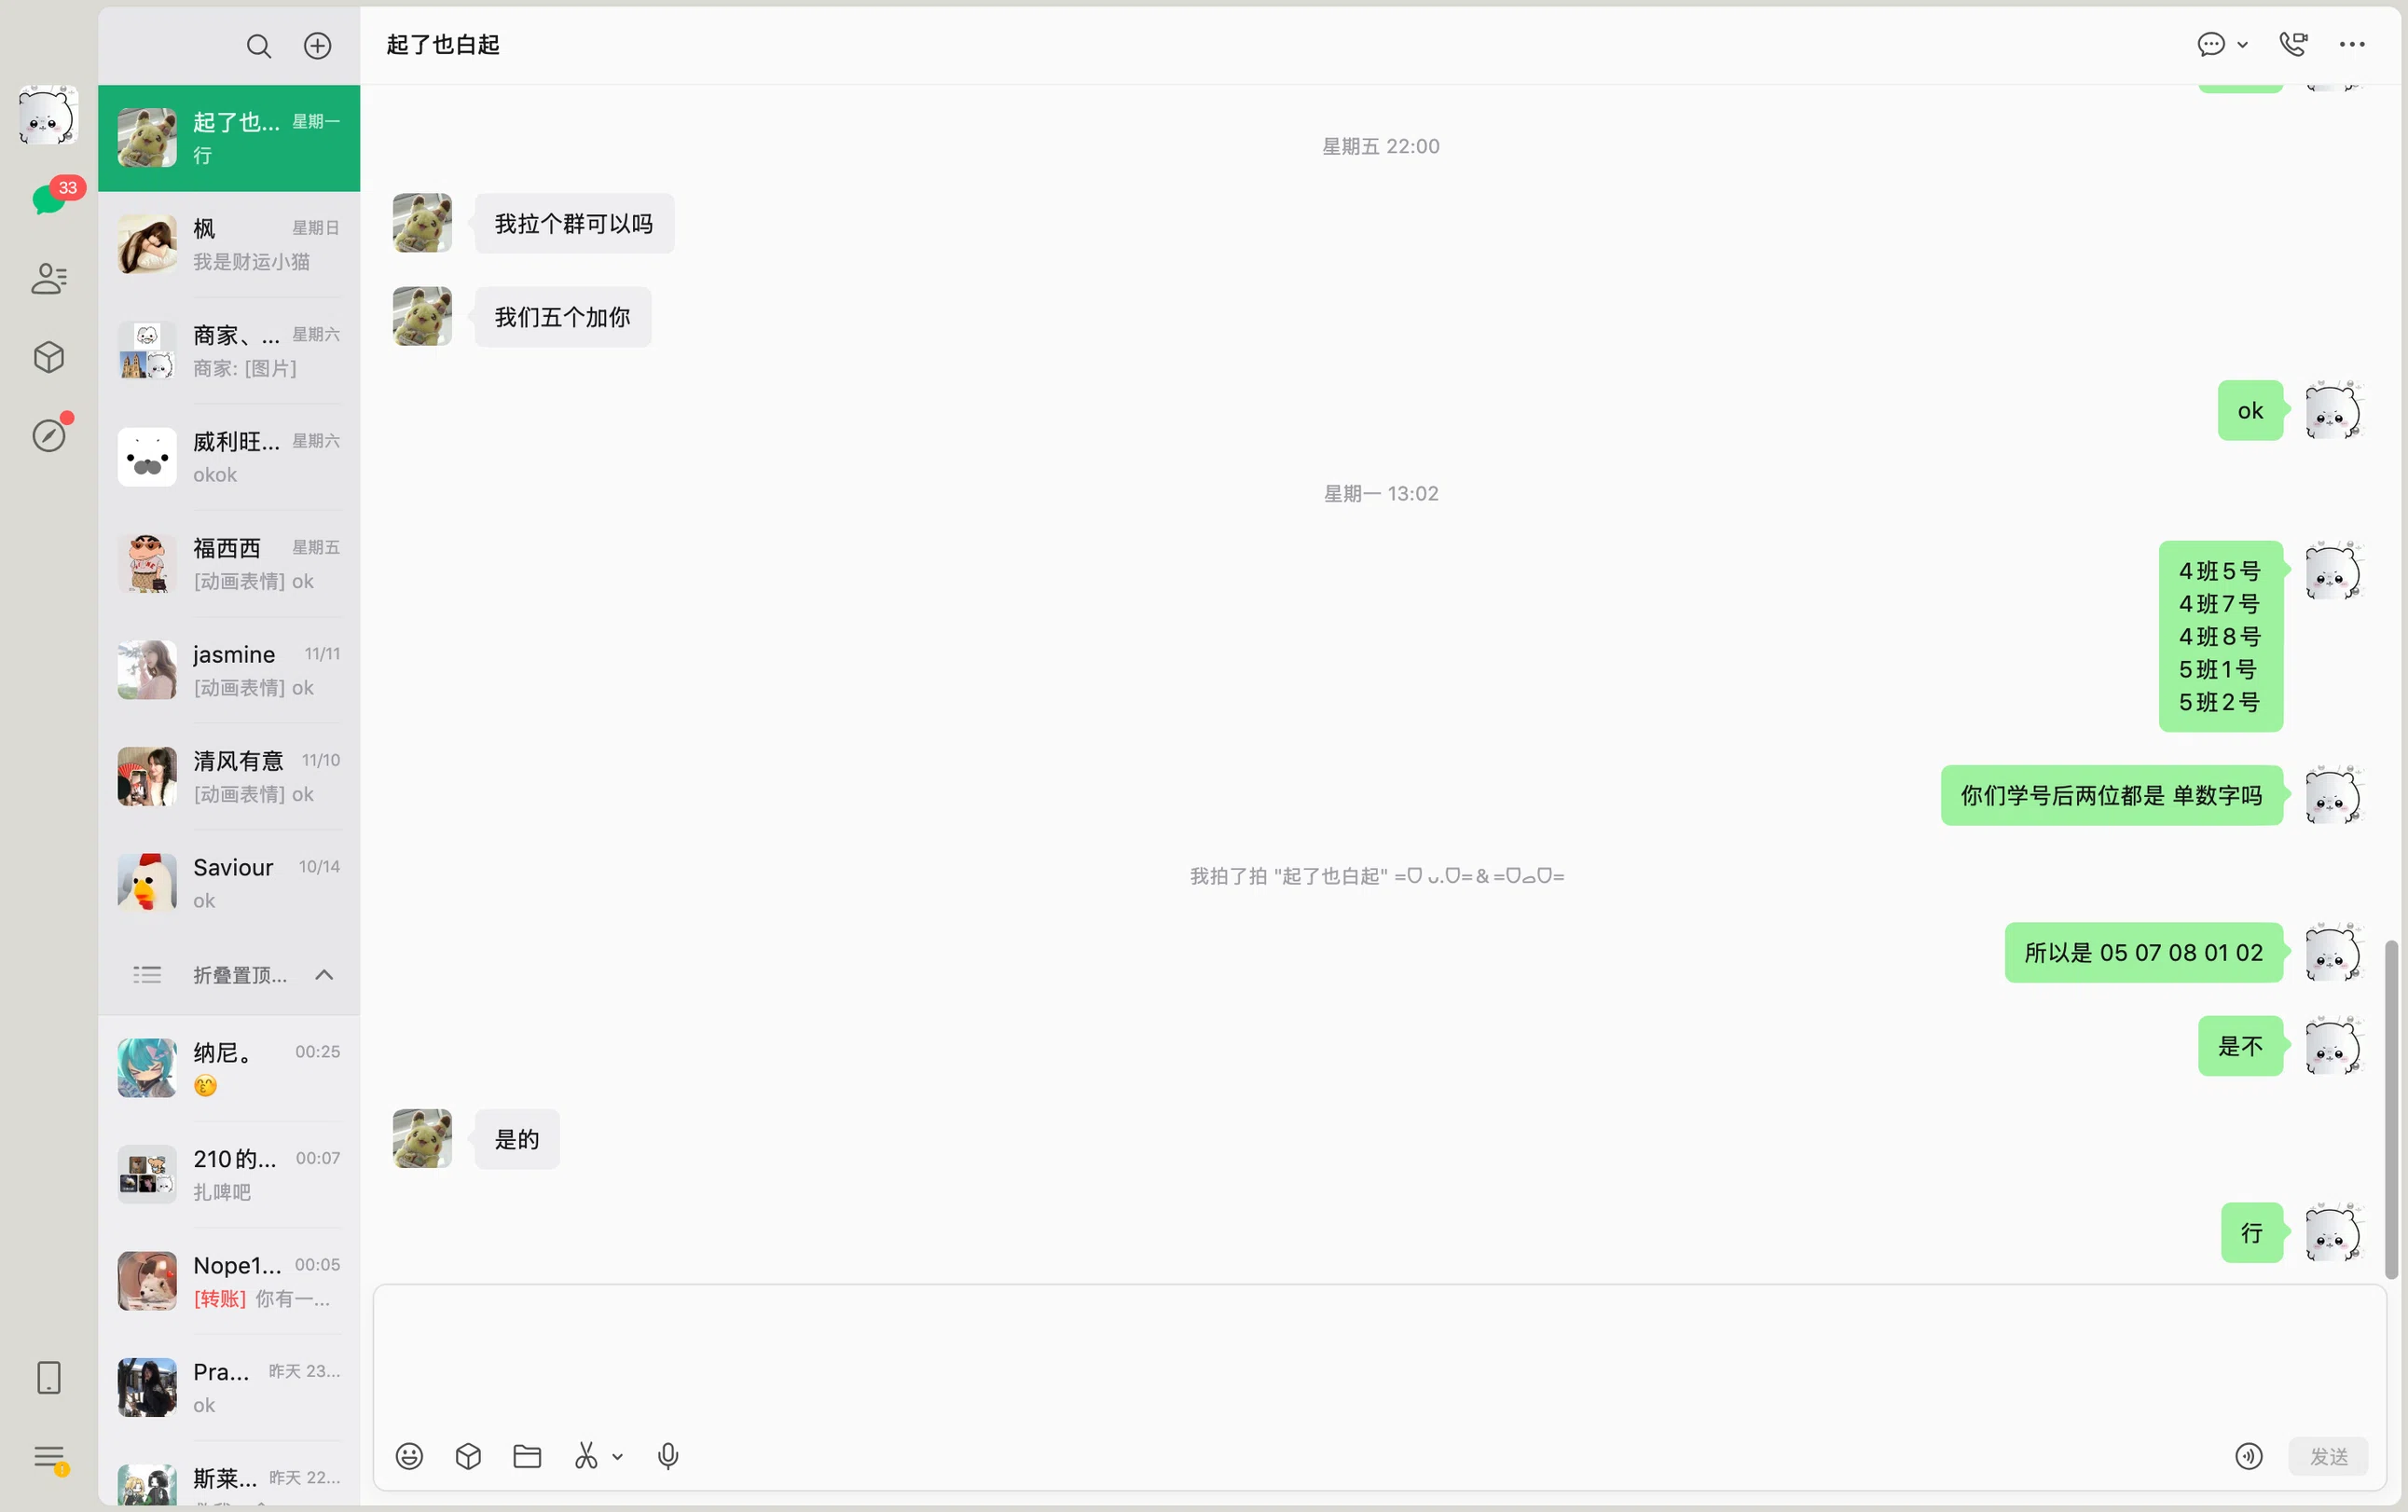 起了也白起
33
起了也... 星期一
行
枫 星期日
我是财运小猫
商家、... 星期六
商家: [图片]
威利旺... 星期六
okok
福西西 星期五
[动画表情] ok
jasmine 11/11
[动画表情] ok
清风有意 11/10
[动画表情] ok
Saviour 10/14
ok
折叠置顶...
纳尼。 00:25
210的... 00:07
扎啤吧
Nope1... 00:05
[转账] 你有一...
Pra... 昨天 23...
ok
斯莱... 昨天 22...
星期五 22:00
我拉个群可以吗
我们五个加你
ok
星期一 13:02
4班5号
4班7号
4班8号
5班1号
5班2号
你们学号后两位都是 单数字吗
我拍了拍 "起了也白起"
所以是 05 07 08 01 02
是不
是的
行
发送